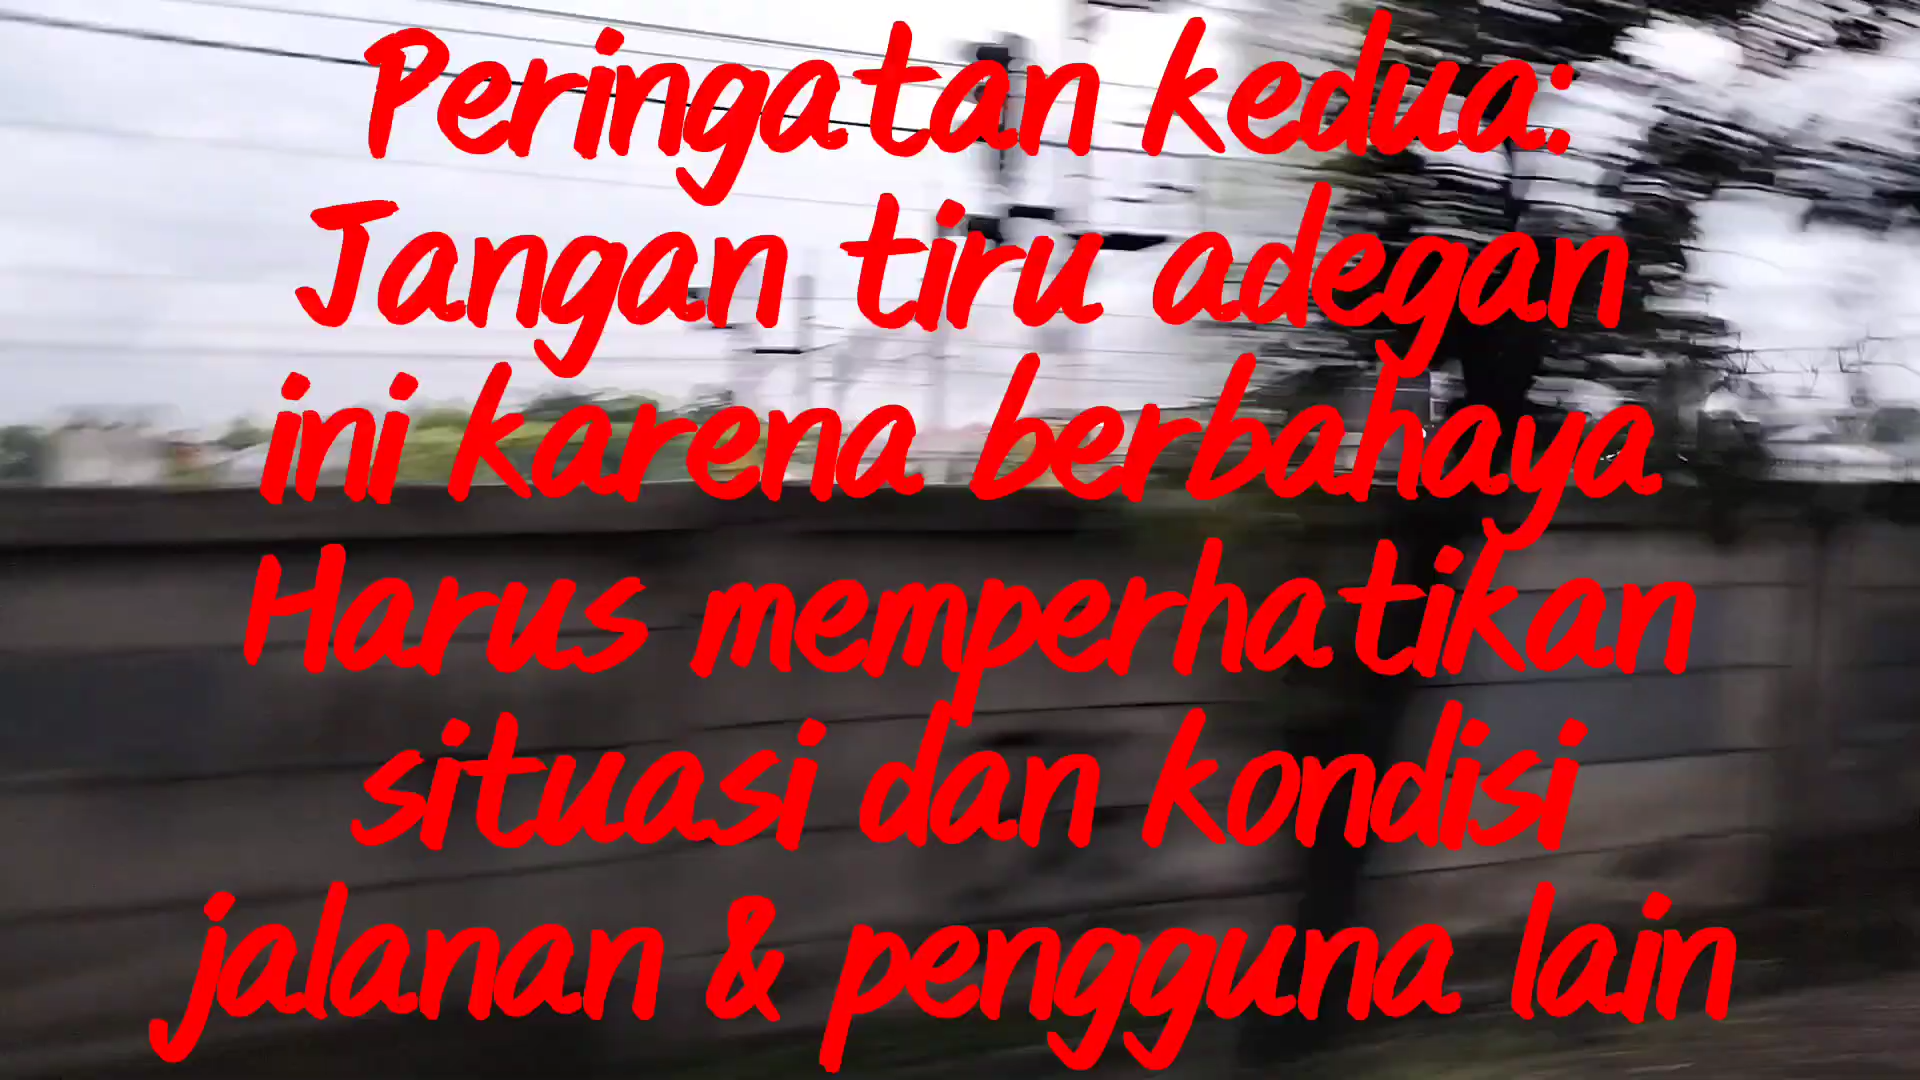 Peringatan kedua:
Jangan tiru adegan
ini karena berbahaya
Harus memperhatikan
situasi dan kondisi
jalanan & pengguna lain